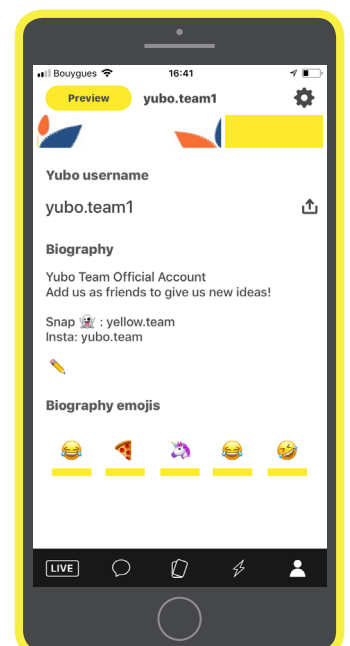 Bouygues 16:41
Preview yubo.team1
Yubo username
yubo.team1
Biography
Yubo Team Official Account
Add us as friends to give us new ideas!
Snap 👻 : yellow.team
Insta: yubo.team
Biography emojis
LIVE